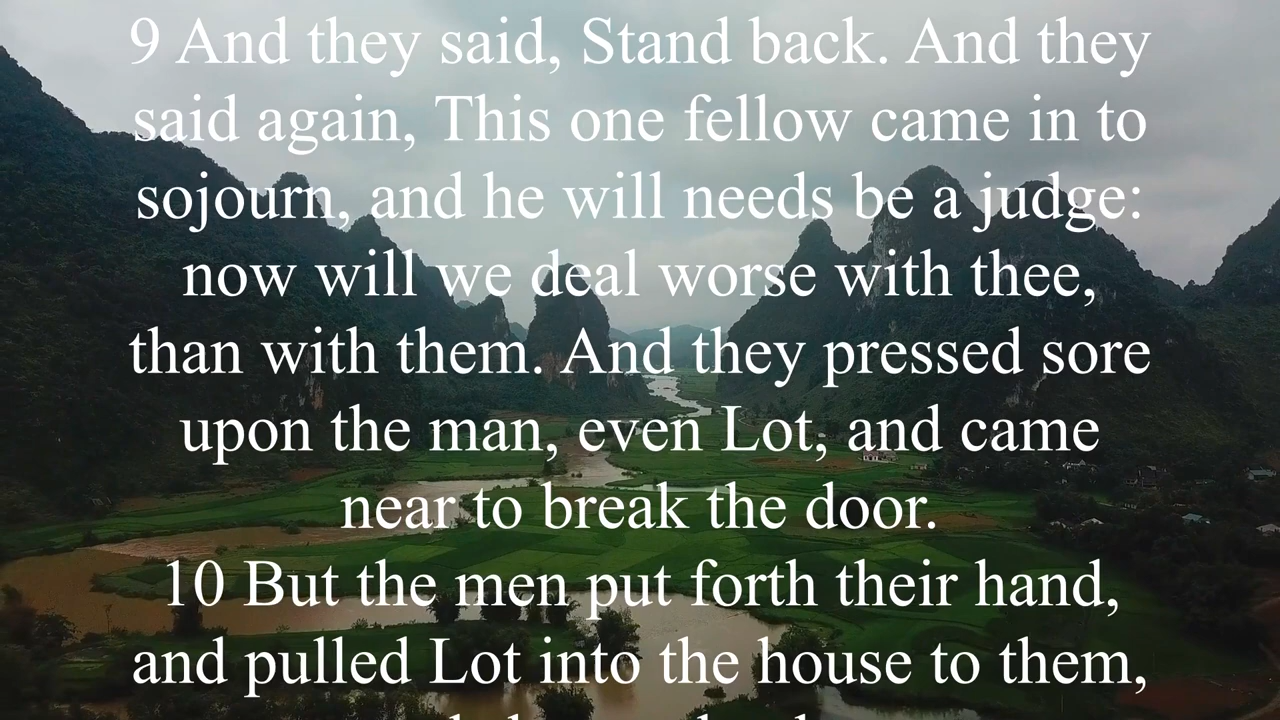 9 And they said, Stand back. And they
said again, This one fellow came in to
sojourn, and he will needs be a judge:
now will we deal worse with thee,
than with them. And they pressed sore
upon the man, even Lot, and came
near to break the door.
10 But the men put forth their hand,
and pulled Lot into the house to them,